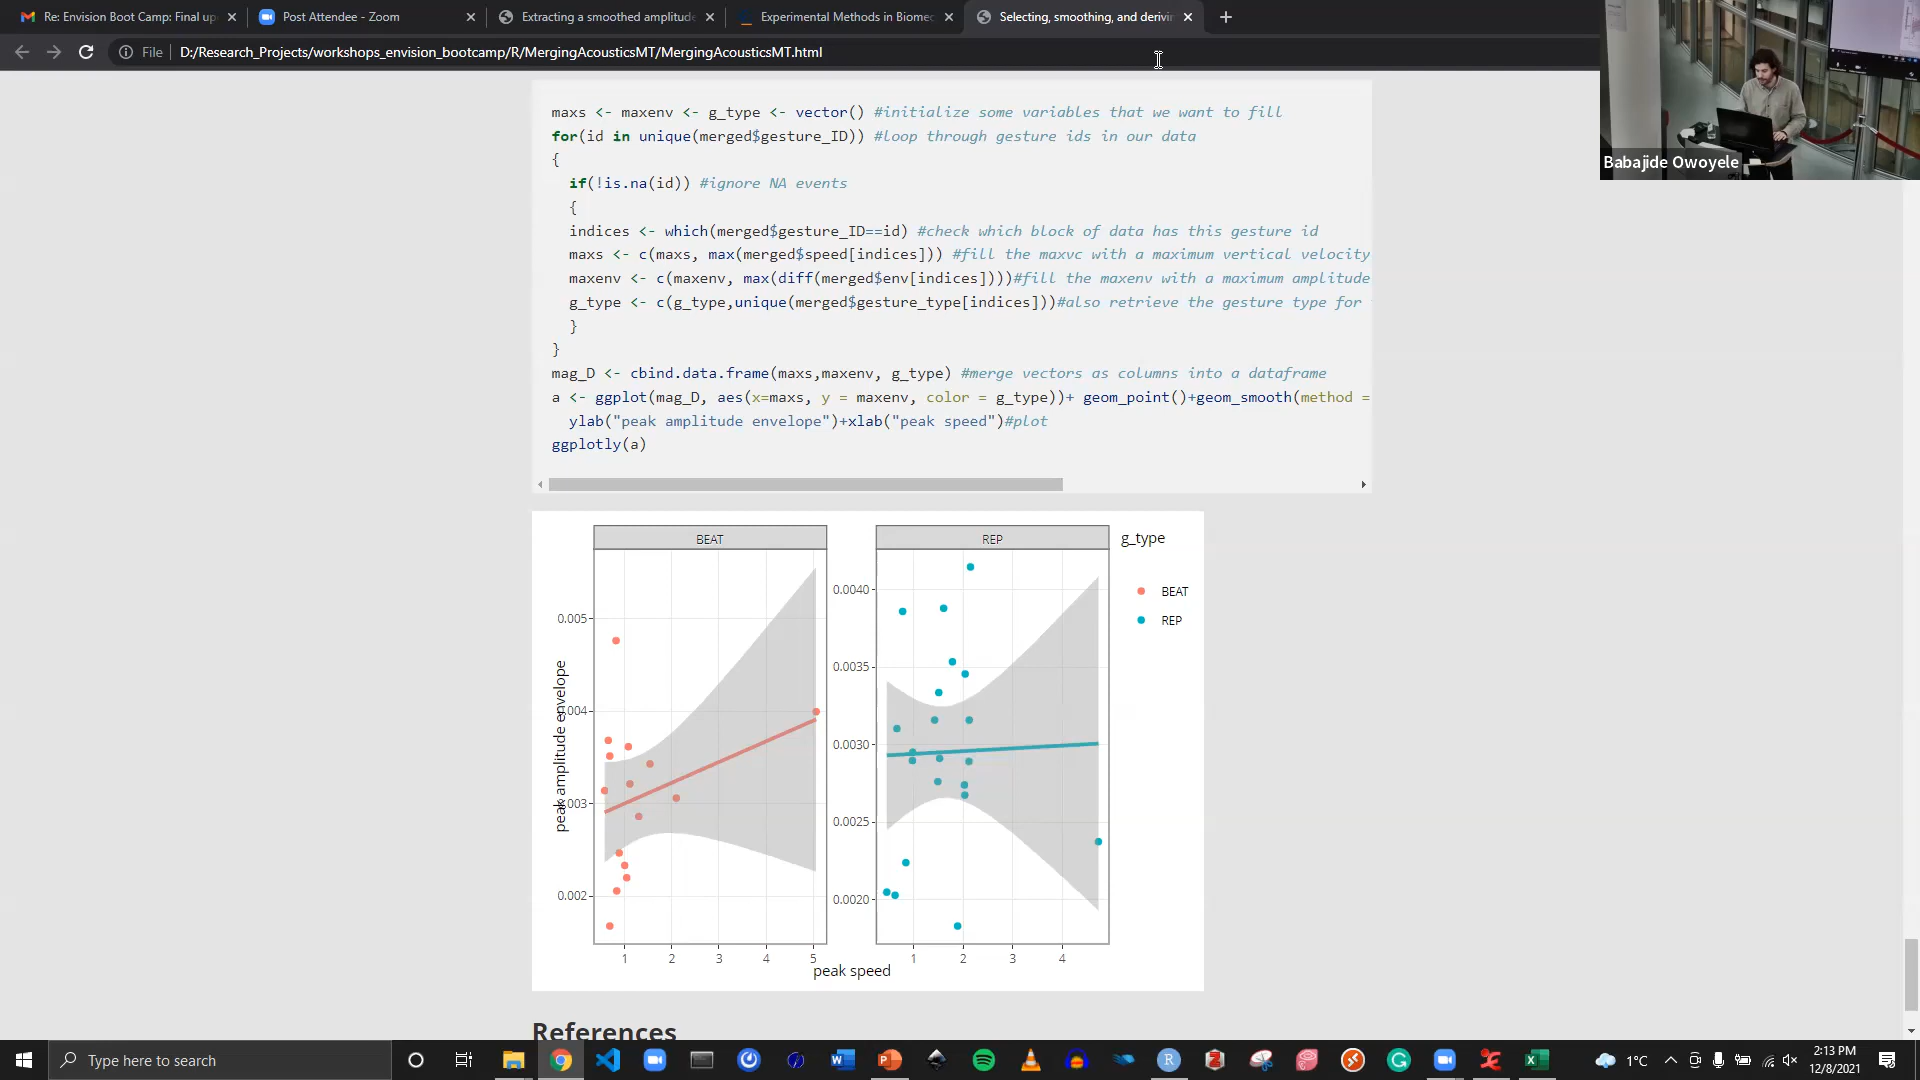 Re: Envision Boot Camp: Final up
Post Attendee - Zoom
Extracting a smoothed amplitude
Experimental Methods in Biomec
Selecting, smoothing, and derivin
File
D:/Research_Projects/workshops_envision_bootcamp/R/MergingAcousticsMT/MergingAcousticsMT.html
Babajide Owoyele
maxs <- maxenv <- g_type <- vector() #initialize some variables that we want to fill
for(id in unique(merged$gesture_ID)) #loop through gesture ids in our data
{
if(!is.na(id)) #ignore NA events
{
indices <- which(merged$gesture_ID==id) #check which block of data has this gesture id
maxs <- c(maxs, max(merged$speed[indices])) #fill the maxvc with a maximum vertical velocity
maxenv <- c(maxenv, max(diff(merged$env[indices])))#fill the maxenv with a maximum amplitude
g_type <- c(g_type,unique(merged$gesture_type[indices]))#also retrieve the gesture type for
}
}
mag_D <- cbind.data.frame(maxs,maxenv, g_type) #merge vectors as columns into a dataframe
a <- ggplot(mag_D, aes(x=maxs, y = maxenv, color = g_type))+ geom_point()+geom_smooth(method =
ylab("peak amplitude envelope")+xlab("peak speed")#plot
ggplotly(a)
BEAT
REP
g_type
BEAT
REP
peak amplitude envelope
0.005
0.004
0.003
0.002
0.0040
0.0035
0.0030
0.0025
0.0020
1 2 3 4 5
1 2 3 4
peak speed
References
Type here to search
1°C
2:13 PM
12/8/2021